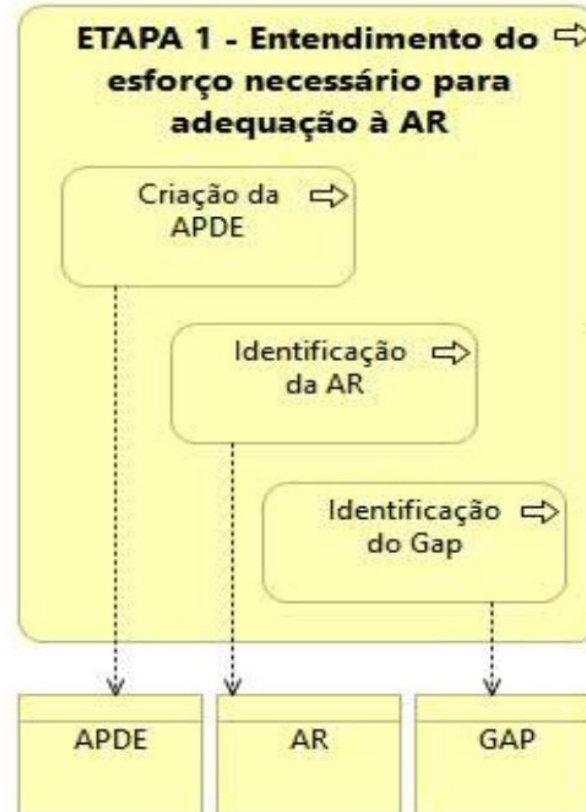 ETAPA 1 - Entendimento do
esforço necessário para
adequação à AR
Criação da
APDE
Identificação
da AR
Identificação
do Gap
APDE
AR
GAP